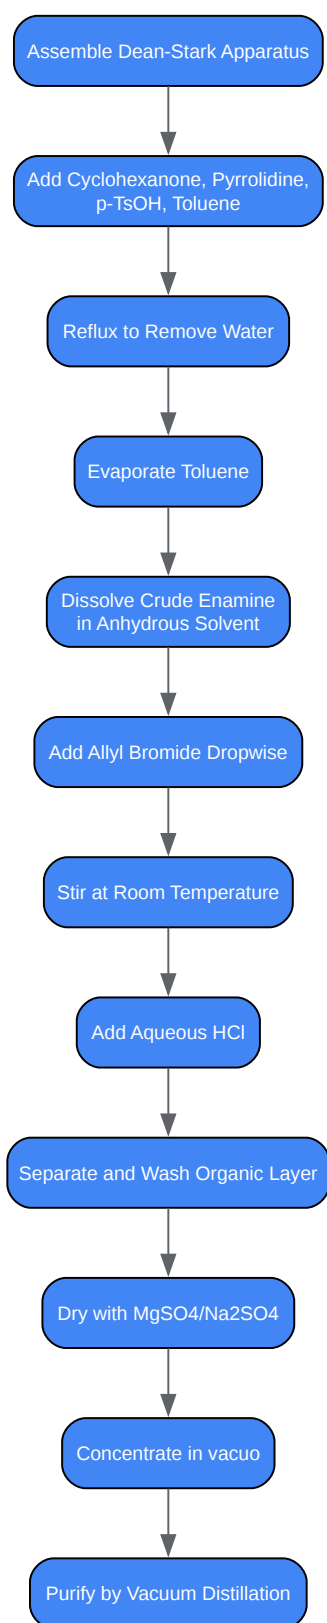 Assemble Dean-Stark Apparatus
Add Cyclohexanone, Pyrrolidine,
p-TsOH, Toluene
Reflux to Remove Water
Evaporate Toluene
Dissolve Crude Enamine
in Anhydrous Solvent
Add Allyl Bromide Dropwise
Stir at Room Temperature
Add Aqueous HCl
Separate and Wash Organic Layer
Dry with MgSO4/Na2SO4
Concentrate in vacuo
Purify by Vacuum Distillation